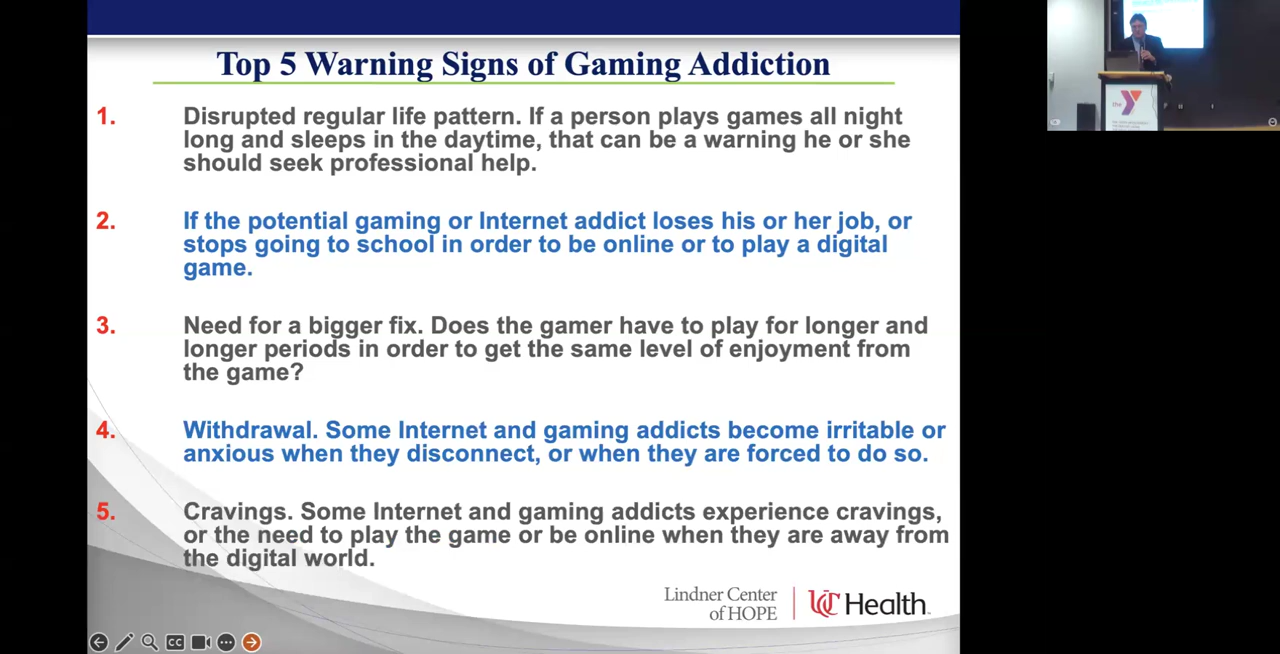 Top 5 Warning Signs of Gaming Addiction
1. Disrupted regular life pattern. If a person plays games all night
long and sleeps in the daytime, that can be a warning he or she
should seek professional help.
2. If the potential gaming or Internet addict loses his or her job, or
stops going to school in order to be online or to play a digital
game.
3. Need for a bigger fix. Does the gamer have to play for longer and
longer periods in order to get the same level of enjoyment from
the game?
4. Withdrawal. Some Internet and gaming addicts become irritable or
anxious when they disconnect, or when they are forced to do so.
5. Cravings. Some Internet and gaming addicts experience cravings,
or the need to play the game or be online when they are away from
the digital world.
Lindner Center
of HOPE
UC Health
CC
the Y